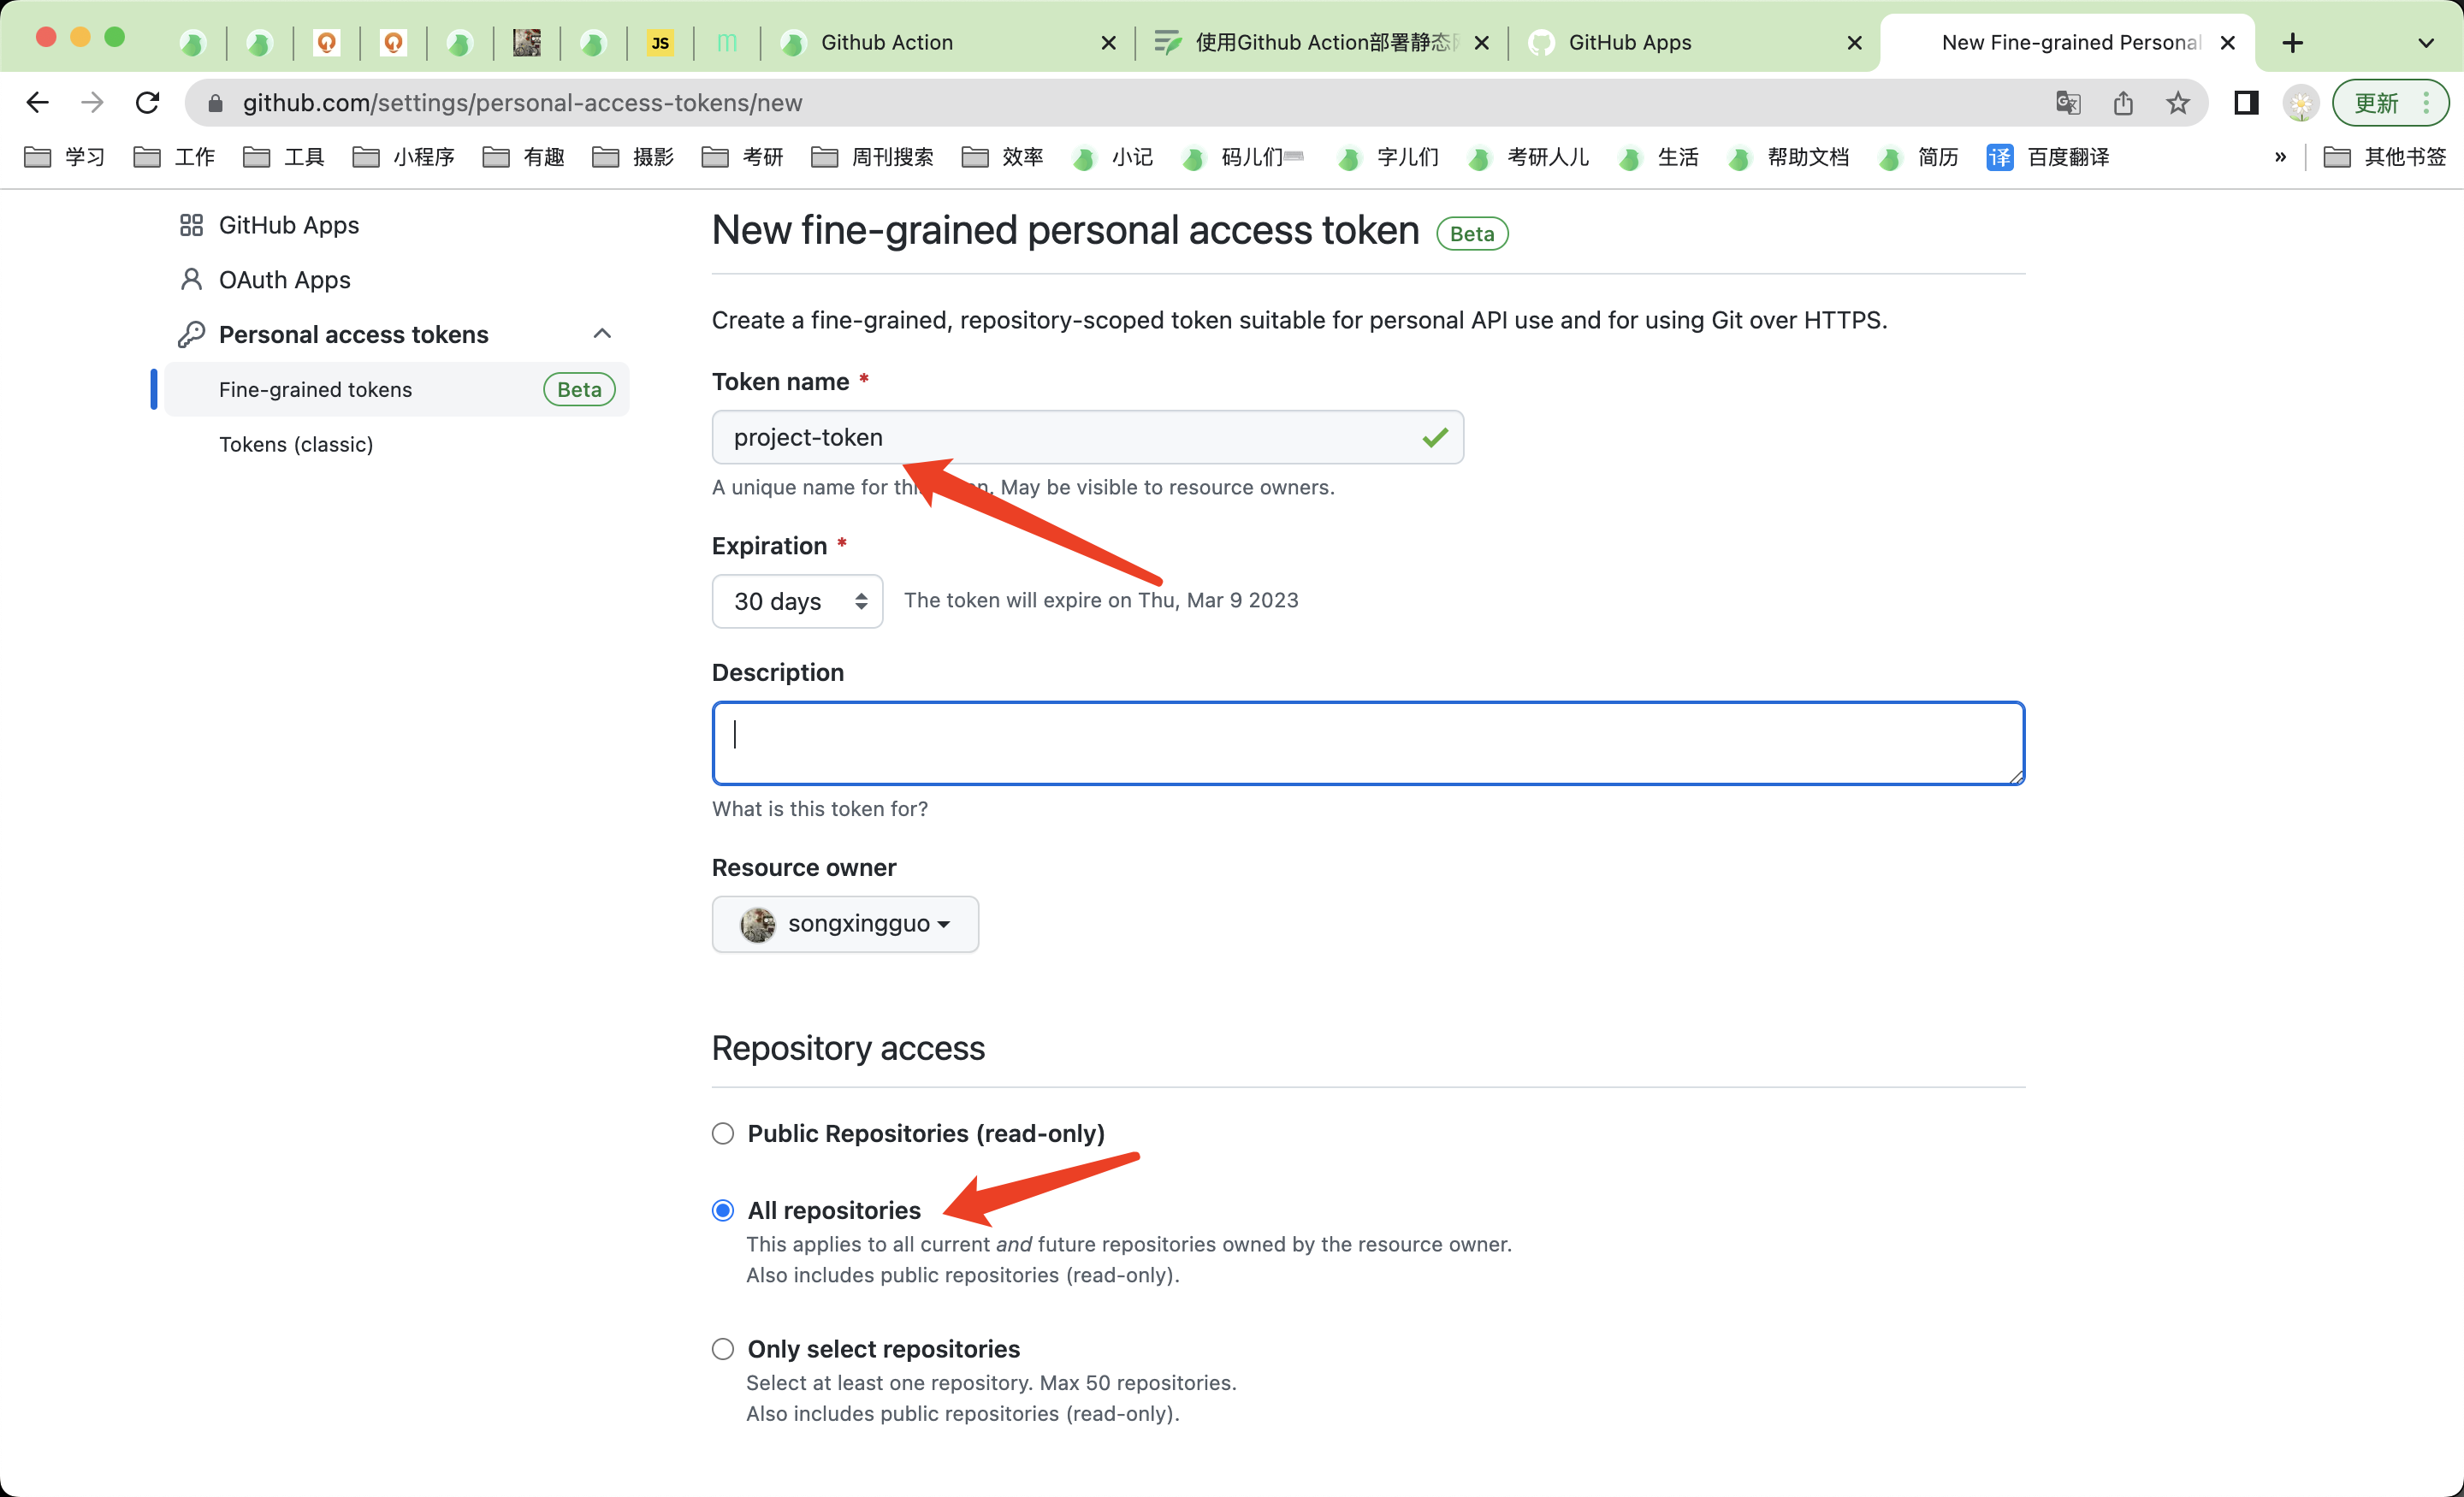 JS
Github Action
使用Github Action部署静态
GitHub Apps
New Fine-grained Personal
github.com/settings/personal-access-tokens/new
更新
学习
工作
工具
小程序
有趣
摄影
考研
周刊搜索
效率
小记
码儿们
字儿们
考研人儿
生活
帮助文档
简历
译 百度翻译
»
其他书签
GitHub Apps
OAuth Apps
Personal access tokens
Fine-grained tokens Beta
Tokens (classic)
New fine-grained personal access token Beta
Create a fine-grained, repository-scoped token suitable for personal API use and for using Git over HTTPS.
Token name *
project-token
A unique name for this token. May be visible to resource owners.
Expiration *
30 days
The token will expire on Thu, Mar 9 2023
Description
What is this token for?
Resource owner
songxingguo
Repository access
Public Repositories (read-only)
All repositories
This applies to all current and future repositories owned by the resource owner.
Also includes public repositories (read-only).
Only select repositories
Select at least one repository. Max 50 repositories.
Also includes public repositories (read-only).